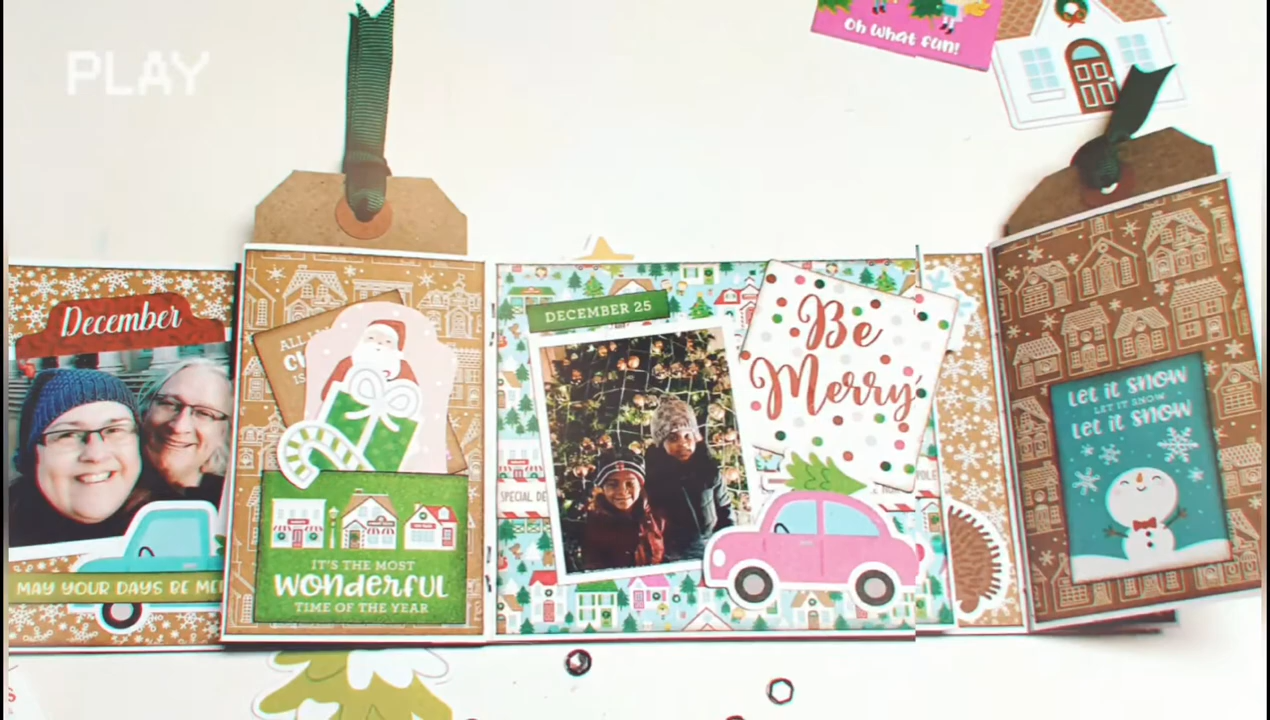 PLAY
Oh what fun!
December
MAY YOUR DAYS BE
IT'S THE MOST
wonderful
TIME OF THE YEAR
DECEMBER 25
Be
Merry
SPECIAL
LET IT SNOW
LET IT SNOW
LET IT SNOW